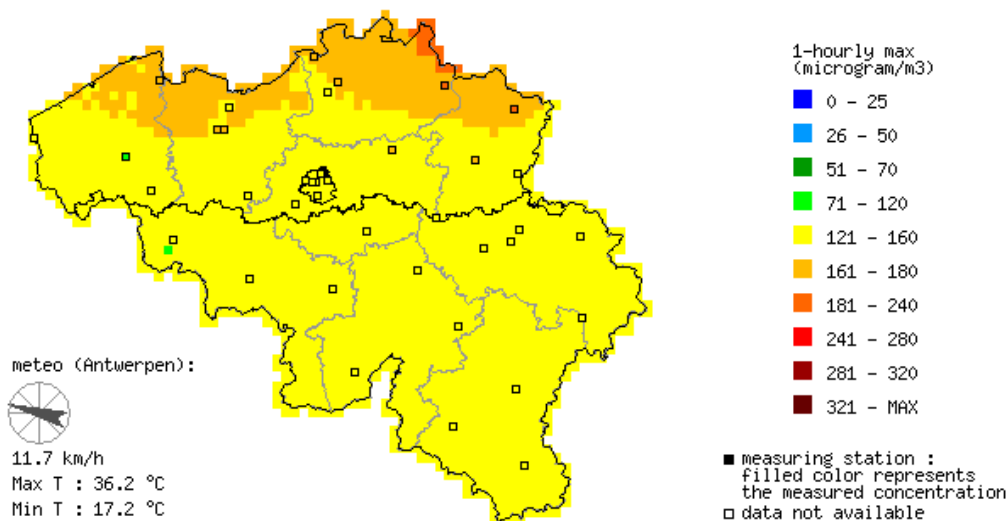 1-hourly max
(microgram/m3)
0 - 25
26 - 50
51 - 70
71 - 120
121 - 160
161 - 180
181 - 240
241 - 280
281 - 320
321 - MAX
meteo (Antwerpen):
11.7 km/h
Max T : 36.2 °C
Min T : 17.2 °C
measuring station :
filled color represents
the measured concentration
data not available